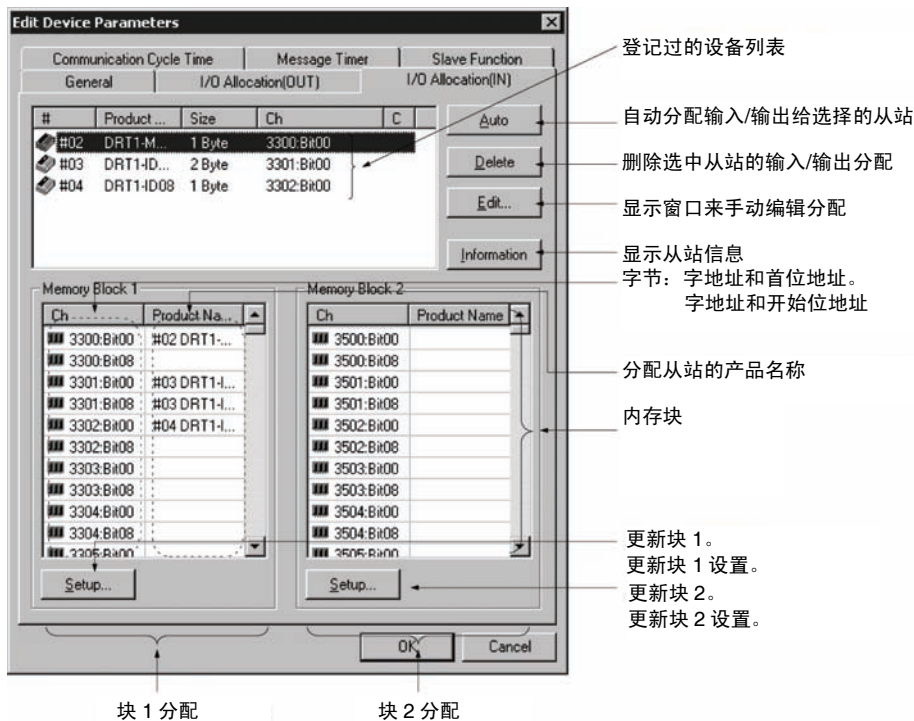 Edit Device Parameters
Communication Cycle Time
Message Timer
Slave Function
General
I/O Allocation(OUT)
I/O Allocation(IN)
# Product ... Size Ch C
#02 DRT1-M... 1 Byte 3300:Bit00
#03 DRT1-ID... 2 Byte 3301:Bit00
#04 DRT1-ID08 1 Byte 3302:Bit00
Auto
Delete
Edit...
Information
登记过的设备列表
自动分配输入/输出给选择的从站
删除选中从站的输入/输出分配
显示窗口来手动编辑分配
显示从站信息
字节：字地址和首位地址。
字地址和开始位地址
分配从站的产品名称
内存块
Memory Block 1
Ch Product Na...
3300:Bit00 #02 DRT1-...
3300:Bit08
3301:Bit00 #03 DRT1-I...
3301:Bit08 #03 DRT1-I...
3302:Bit00 #04 DRT1-I...
3302:Bit08
3303:Bit00
3303:Bit08
3304:Bit00
3304:Bit08
3305:Bit00
Setup...
Memory Block 2
Ch Product Name
3500:Bit00
3500:Bit08
3501:Bit00
3501:Bit08
3502:Bit00
3502:Bit08
3503:Bit00
3503:Bit08
3504:Bit00
3504:Bit08
3505:Bit00
Setup...
更新块 1。
更新块 1 设置。
更新块 2。
更新块 2 设置。
OK
Cancel
块 1 分配
块 2 分配